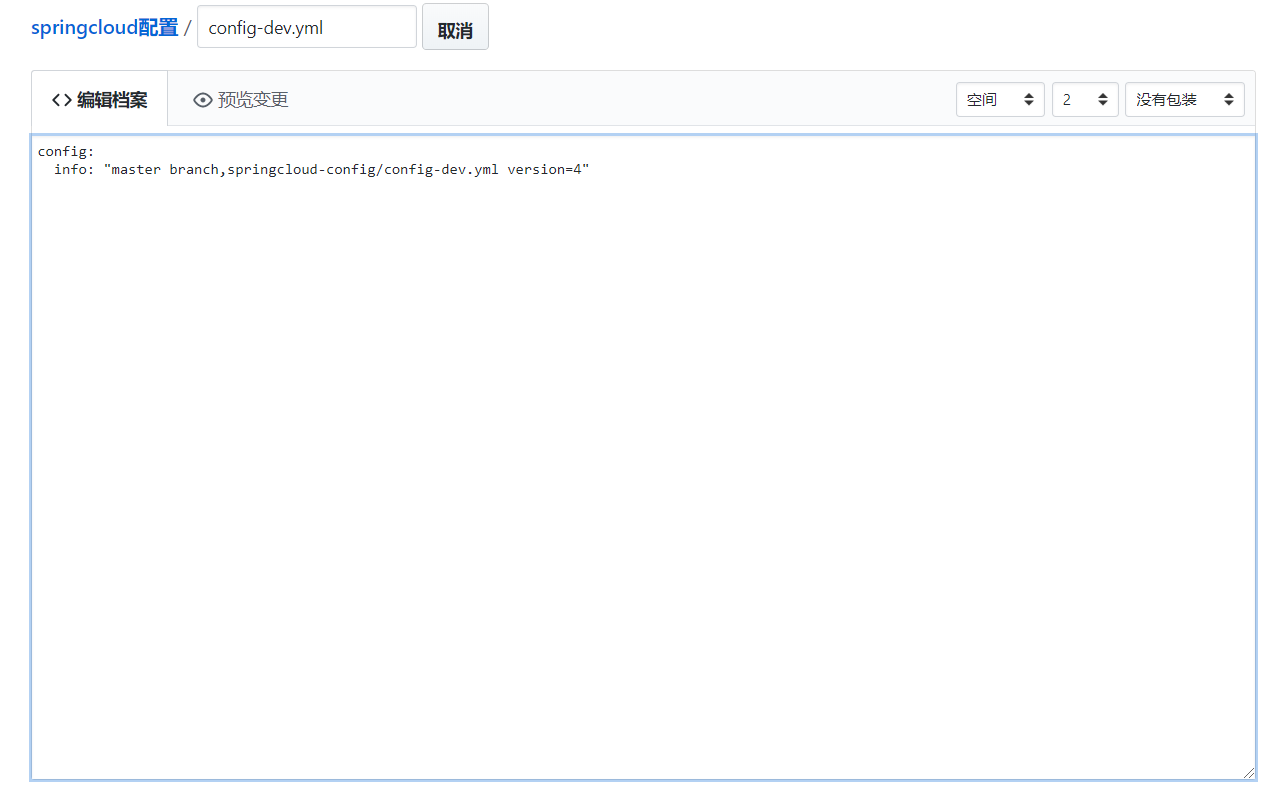 springcloud配置 / config-dev.yml 取消
<> 编辑档案 预览变更 空间 2 没有包装
config:
  info: "master branch,springcloud-config/config-dev.yml version=4"